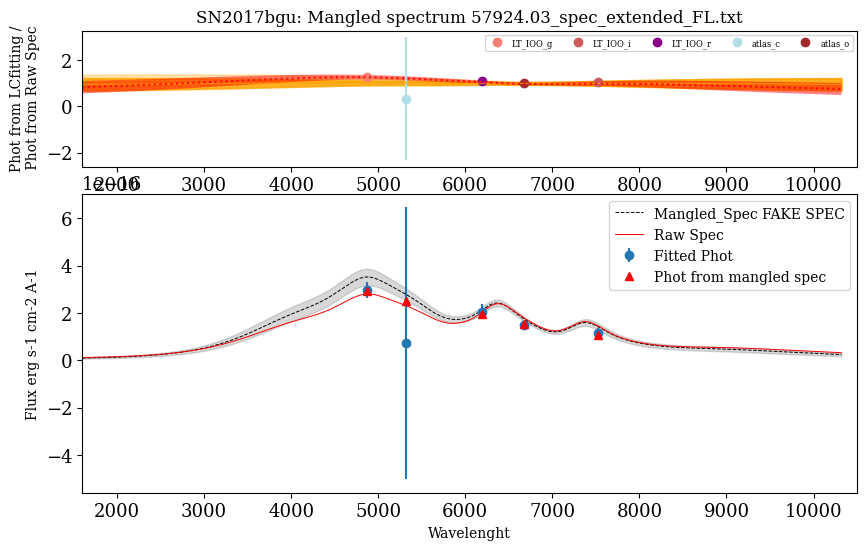 SN2017bgu: Mangled spectrum 57924.03_spec_extended_FL.txt
Phot from LCfitting /
Phot from Raw Spec
2
0
−2
LT_IOO_g
LT_IOO_i
LT_IOO_r
atlas_c
atlas_o
2000 3000 4000 5000 6000 7000 8000 9000 10000
1e−16
Flux erg s-1 cm-2 A-1
6
4
2
0
−2
−4
Mangled_Spec FAKE SPEC
Raw Spec
Fitted Phot
Phot from mangled spec
2000 3000 4000 5000 6000 7000 8000 9000 10000
Wavelenght